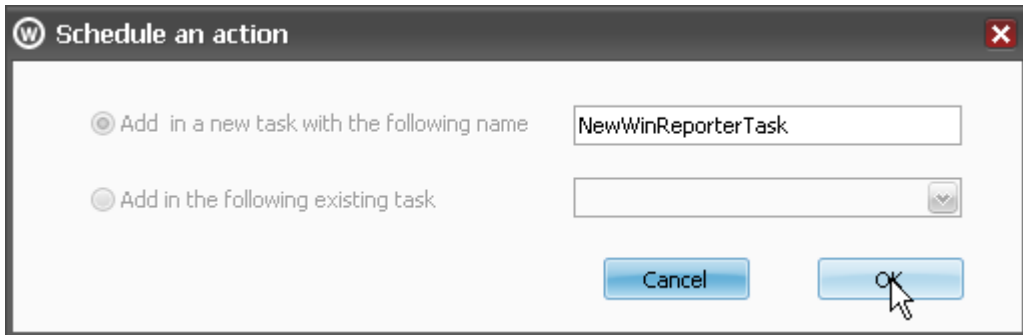 W Schedule an action
Add in a new task with the following name NewWinReporterTask
Add in the following existing task
Cancel OK